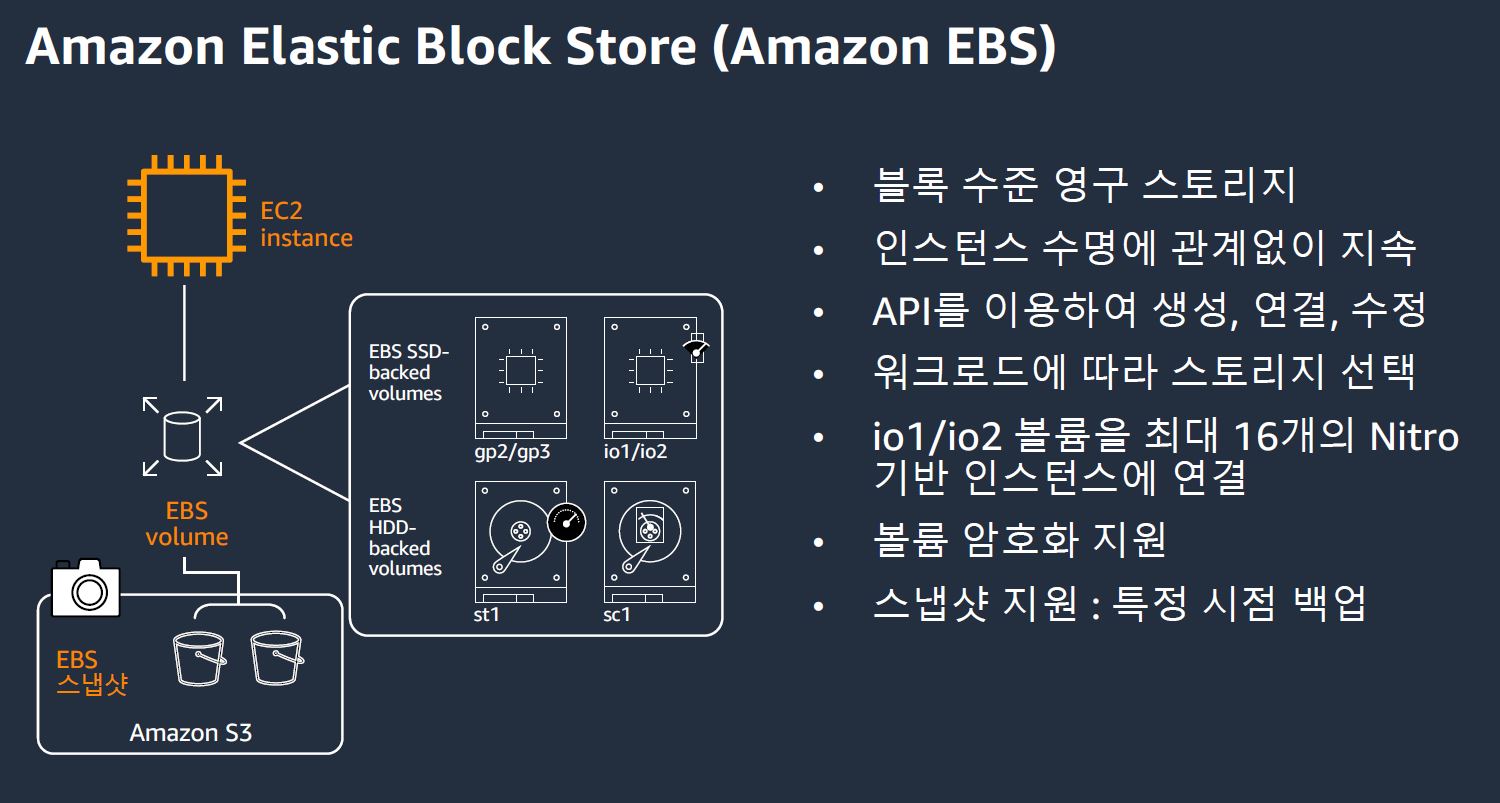 Amazon Elastic Block Store (Amazon EBS)
EC2
instance
EBS
volume
EBS SSD-
backed
volumes
gp2/gp3
io1/io2
EBS
HDD-
backed
volumes
st1
sc1
EBS
스냅샷
Amazon S3
• 블록 수준 영구 스토리지
• 인스턴스 수명에 관계없이 지속
• API를 이용하여 생성, 연결, 수정
• 워크로드에 따라 스토리지 선택
• io1/io2 볼륨을 최대 16개의 Nitro
기반 인스턴스에 연결
• 볼륨 암호화 지원
• 스냅샷 지원 : 특정 시점 백업